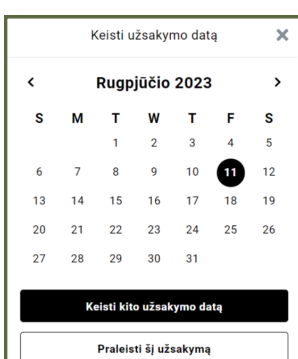 Keisti užsakymo datą ×
‹ Rugpjūčio 2023 ›
S M T W T F S
1 2 3 4 5
6 7 8 9 10 11 12
13 14 15 16 17 18 19
20 21 22 23 24 25 26
27 28 29 30 31
Keisti kito užsakymo datą
Praleisti šį užsakymą